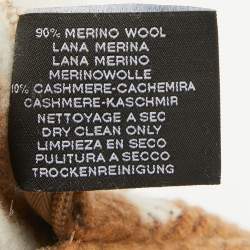 90% MERINO WOOL
LANA MERINA
LANA MERINO
MERINOWOLLE
10% CASHMERE-CACHEMIRA
CASHMERE-KASCHMIR
NETTOYAGE A SEC
DRY CLEAN ONLY
LIMPIEZA EN SECO
PULITURA A SECCO
TROCKENREINIGUNG